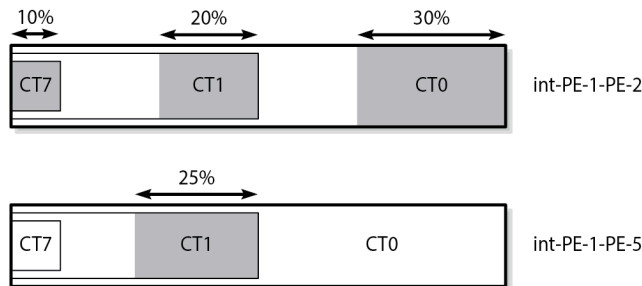 10% 20% 30%
CT7 CT1 CT0 int-PE-1-PE-2
25%
CT7 CT1 CT0 int-PE-1-PE-5